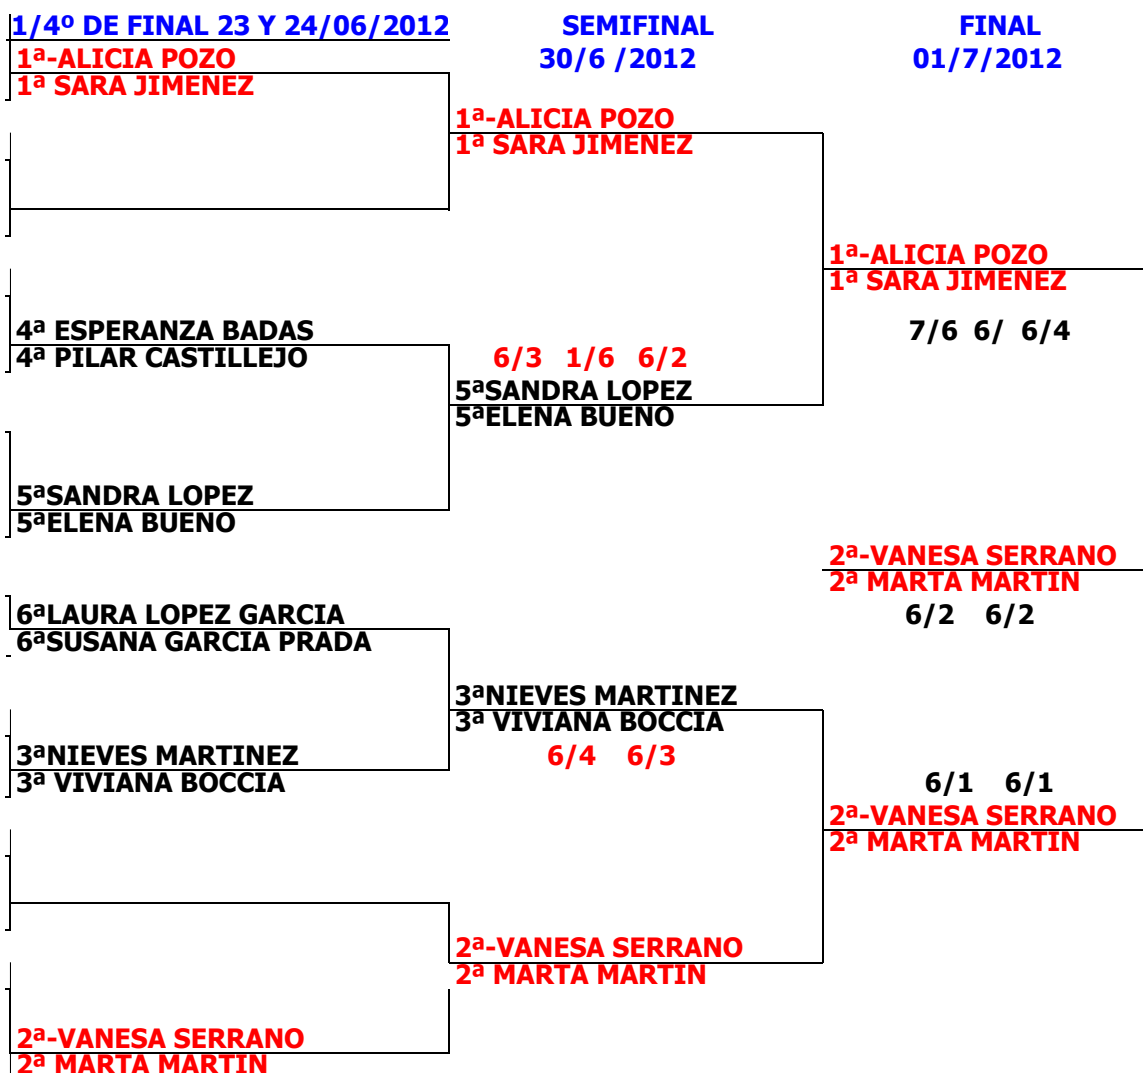 1/4º DE FINAL 23 Y 24/06/2012
1ª-ALICIA POZO
1ª SARA JIMENEZ
4ª ESPERANZA BADAS
4ª PILAR CASTILLEJO
5ªSANDRA LOPEZ
5ªELENA BUENO
6ªLAURA LOPEZ GARCIA
6ªSUSANA GARCIA PRADA
3ªNIEVES MARTINEZ
3ª VIVIANA BOCCIA
2ª-VANESA SERRANO
2ª MARTA MARTIN
SEMIFINAL
30/6 /2012
1ª-ALICIA POZO
1ª SARA JIMENEZ
6/3 1/6 6/2
5ªSANDRA LOPEZ
5ªELENA BUENO
3ªNIEVES MARTINEZ
3ª VIVIANA BOCCIA
6/4 6/3
2ª-VANESA SERRANO
2ª MARTA MARTIN
FINAL
01/7/2012
1ª-ALICIA POZO
1ª SARA JIMENEZ
7/6 6/ 6/4
2ª-VANESA SERRANO
2ª MARTA MARTIN
6/2 6/2
6/1 6/1
2ª-VANESA SERRANO
2ª MARTA MARTIN